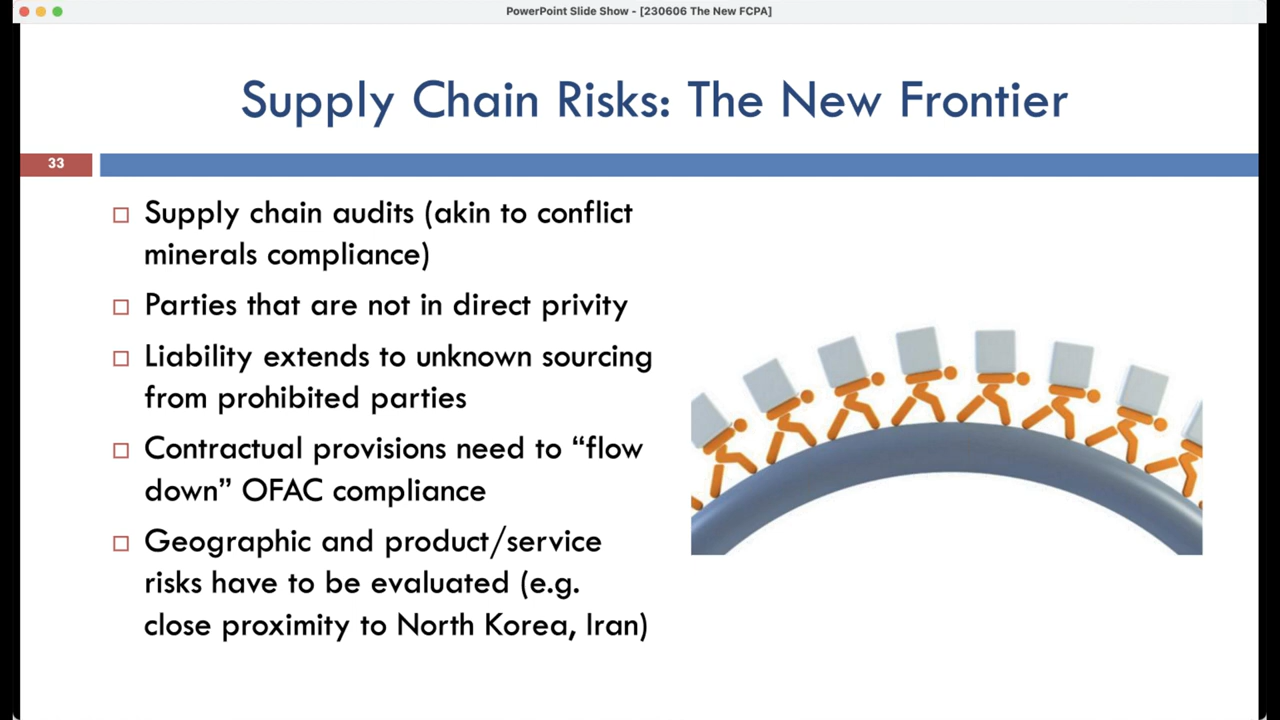 PowerPoint Slide Show - [230606 The New FCPA]
Supply Chain Risks: The New Frontier
33
Supply chain audits (akin to conflict
minerals compliance)
Parties that are not in direct privity
Liability extends to unknown sourcing
from prohibited parties
Contractual provisions need to “flow
down” OFAC compliance
Geographic and product/service
risks have to be evaluated (e.g.
close proximity to North Korea, Iran)